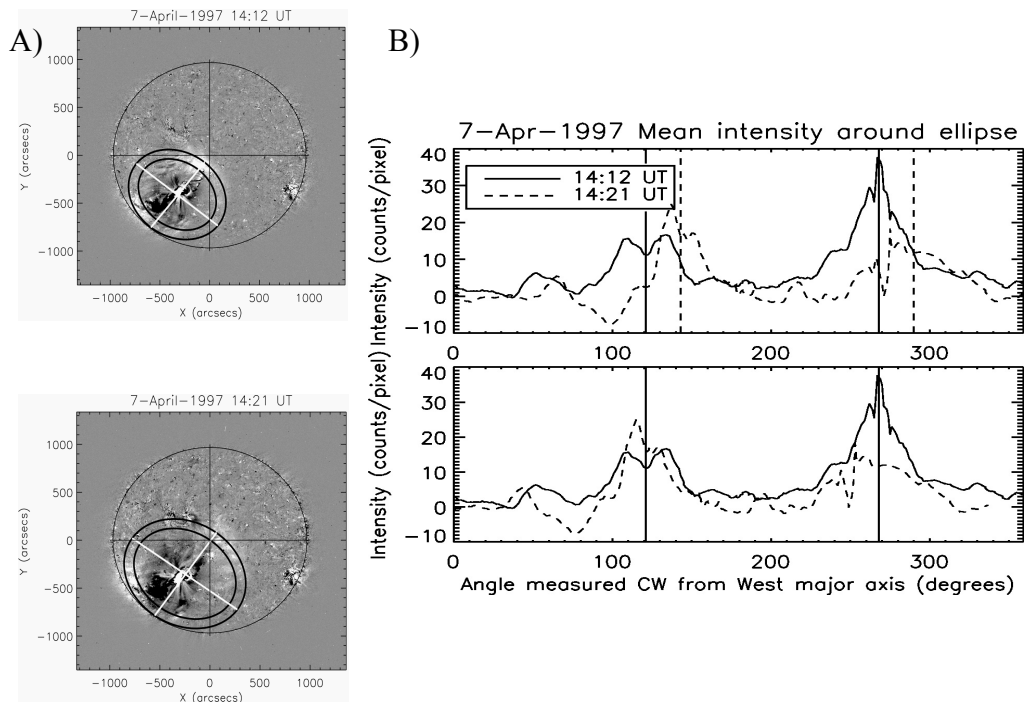 A)
7-April-1997 14:12 UT
1000
500
0
-500
-1000
Y (arcsecs)
-1000 -500 0 500 1000
X (arcsecs)
7-April-1997 14:21 UT
1000
500
0
-500
-1000
Y (arcsecs)
-1000 -500 0 500 1000
X (arcsecs)
B)
7-Apr-1997 Mean intensity around ellipse
14:12 UT
14:21 UT
40
30
20
10
0
-10
Intensity (counts/pixel)
0 100 200 300
40
30
20
10
0
-10
Intensity (counts/pixel)
0 100 200 300
Angle measured CW from West major axis (degrees)